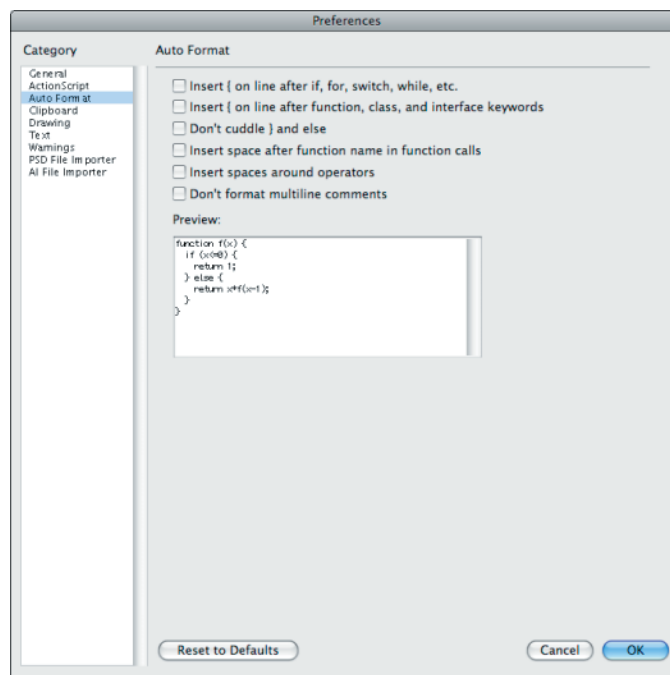 Preferences
Category
General
ActionScript
Auto Format
Clipboard
Drawing
Text
Warnings
PSD File Importer
AI File Importer
Auto Format
Insert { on line after if, for, switch, while, etc.
Insert { on line after function, class, and interface keywords
Don't cuddle } and else
Insert space after function name in function calls
Insert spaces around operators
Don't format multiline comments
Preview:
function f(x) {
if (x<=0) {
return 1;
} else {
return x*f(x-1);
}
}
Reset to Defaults
Cancel
OK